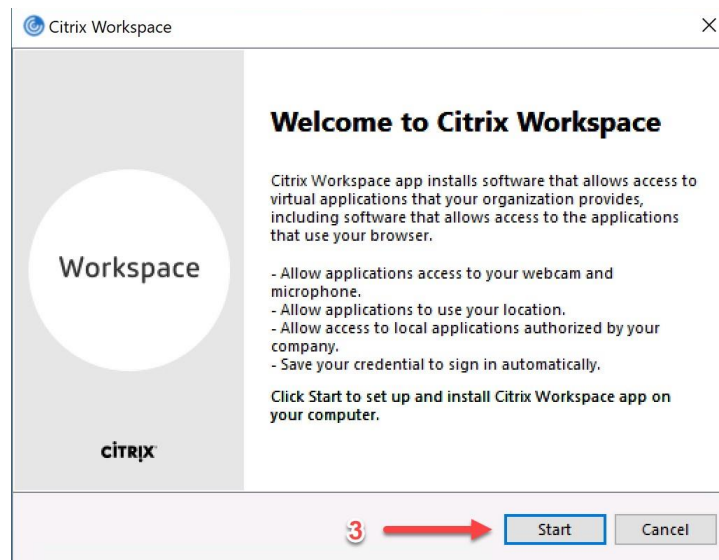 Citrix Workspace
Welcome to Citrix Workspace
Citrix Workspace app installs software that allows access to
virtual applications that your organization provides,
including software that allows access to the applications
that use your browser.
- Allow applications access to your webcam and
microphone.
- Allow applications to use your location.
- Allow access to local applications authorized by your
company.
- Save your credential to sign in automatically.
Click Start to set up and install Citrix Workspace app on
your computer.
Workspace
CITRIX
3
Start
Cancel